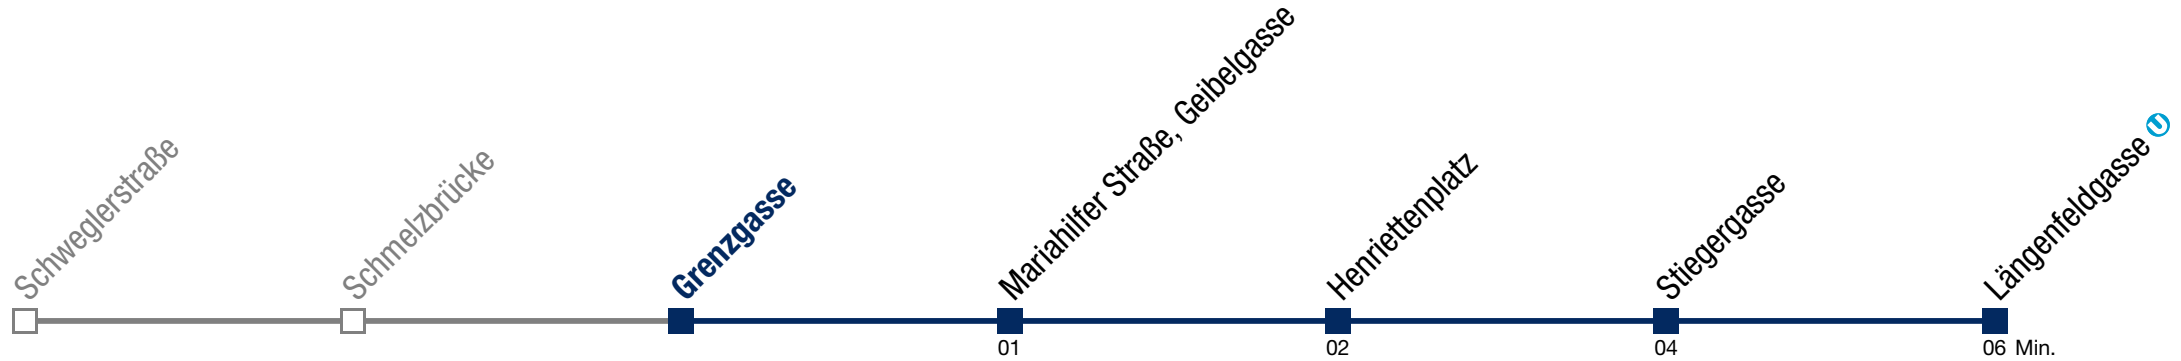 Schweglerstraße
Schmelzbrücke
Grenzgasse
Mariahilfer Straße, Geibelgasse
Henriettenplatz
Stiegergasse
Längenfeldgasse U
01
02
04
06 Min.